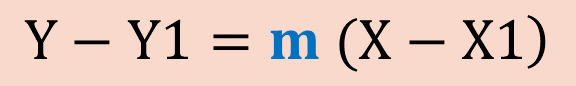 Y − Y1 = m (X − X1)